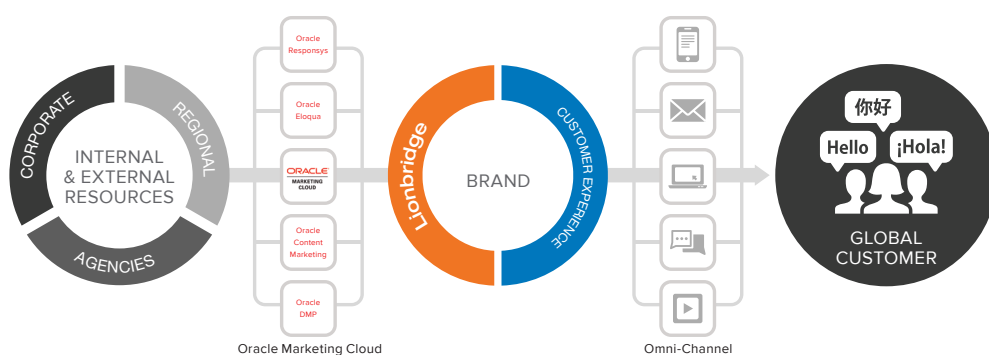 CORPORATE
REGIONAL
AGENCIES
INTERNAL
& EXTERNAL
RESOURCES
Oracle
Responsys
Oracle
Eloqua
ORACLE
MARKETING
CLOUD
Oracle
Content
Marketing
Oracle
DMP
Oracle Marketing Cloud
Lionbridge
BRAND
CUSTOMER EXPERIENCE
Omni-Channel
你好
Hello
¡Hola!
GLOBAL
CUSTOMER